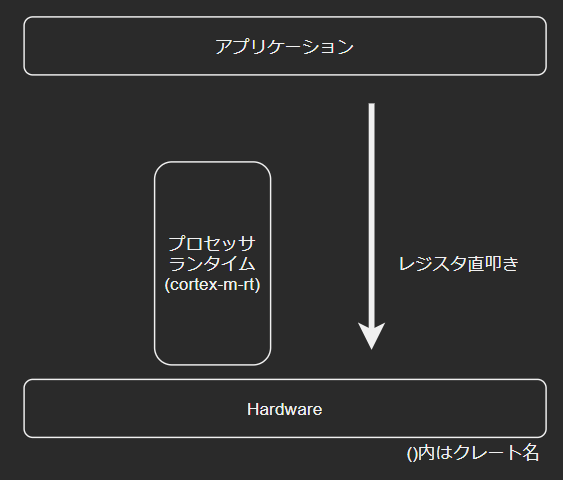 アプリケーション
プロセッサ
ランタイム
(cortex-m-rt)
レジスタ直叩き
Hardware
()内はクレート名